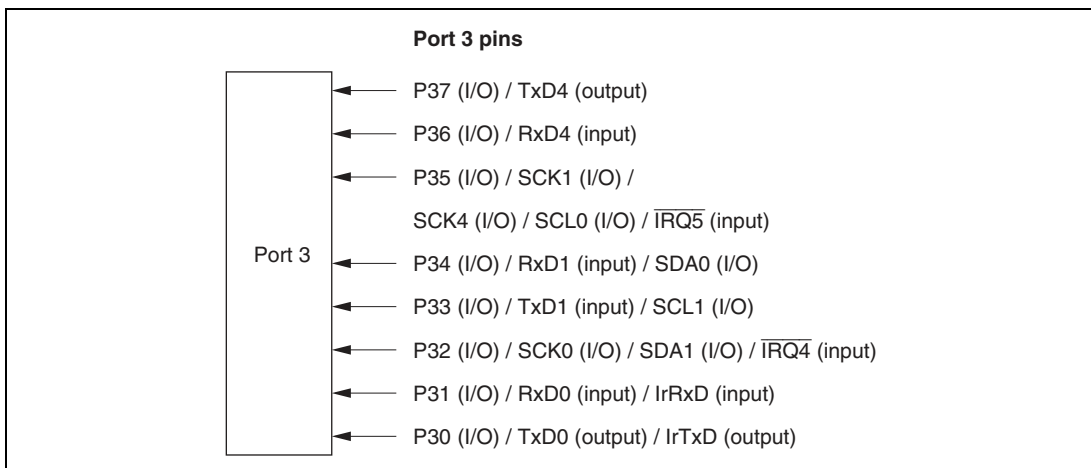 Port 3 pins
P37 (I/O) / TxD4 (output)
P36 (I/O) / RxD4 (input)
P35 (I/O) / SCK1 (I/O) /
SCK4 (I/O) / SCL0 (I/O) / I̅R̅Q̅5̅ (input)
Port 3
P34 (I/O) / RxD1 (input) / SDA0 (I/O)
P33 (I/O) / TxD1 (input) / SCL1 (I/O)
P32 (I/O) / SCK0 (I/O) / SDA1 (I/O) / I̅R̅Q̅4̅ (input)
P31 (I/O) / RxD0 (input) / IrRxD (input)
P30 (I/O) / TxD0 (output) / IrTxD (output)